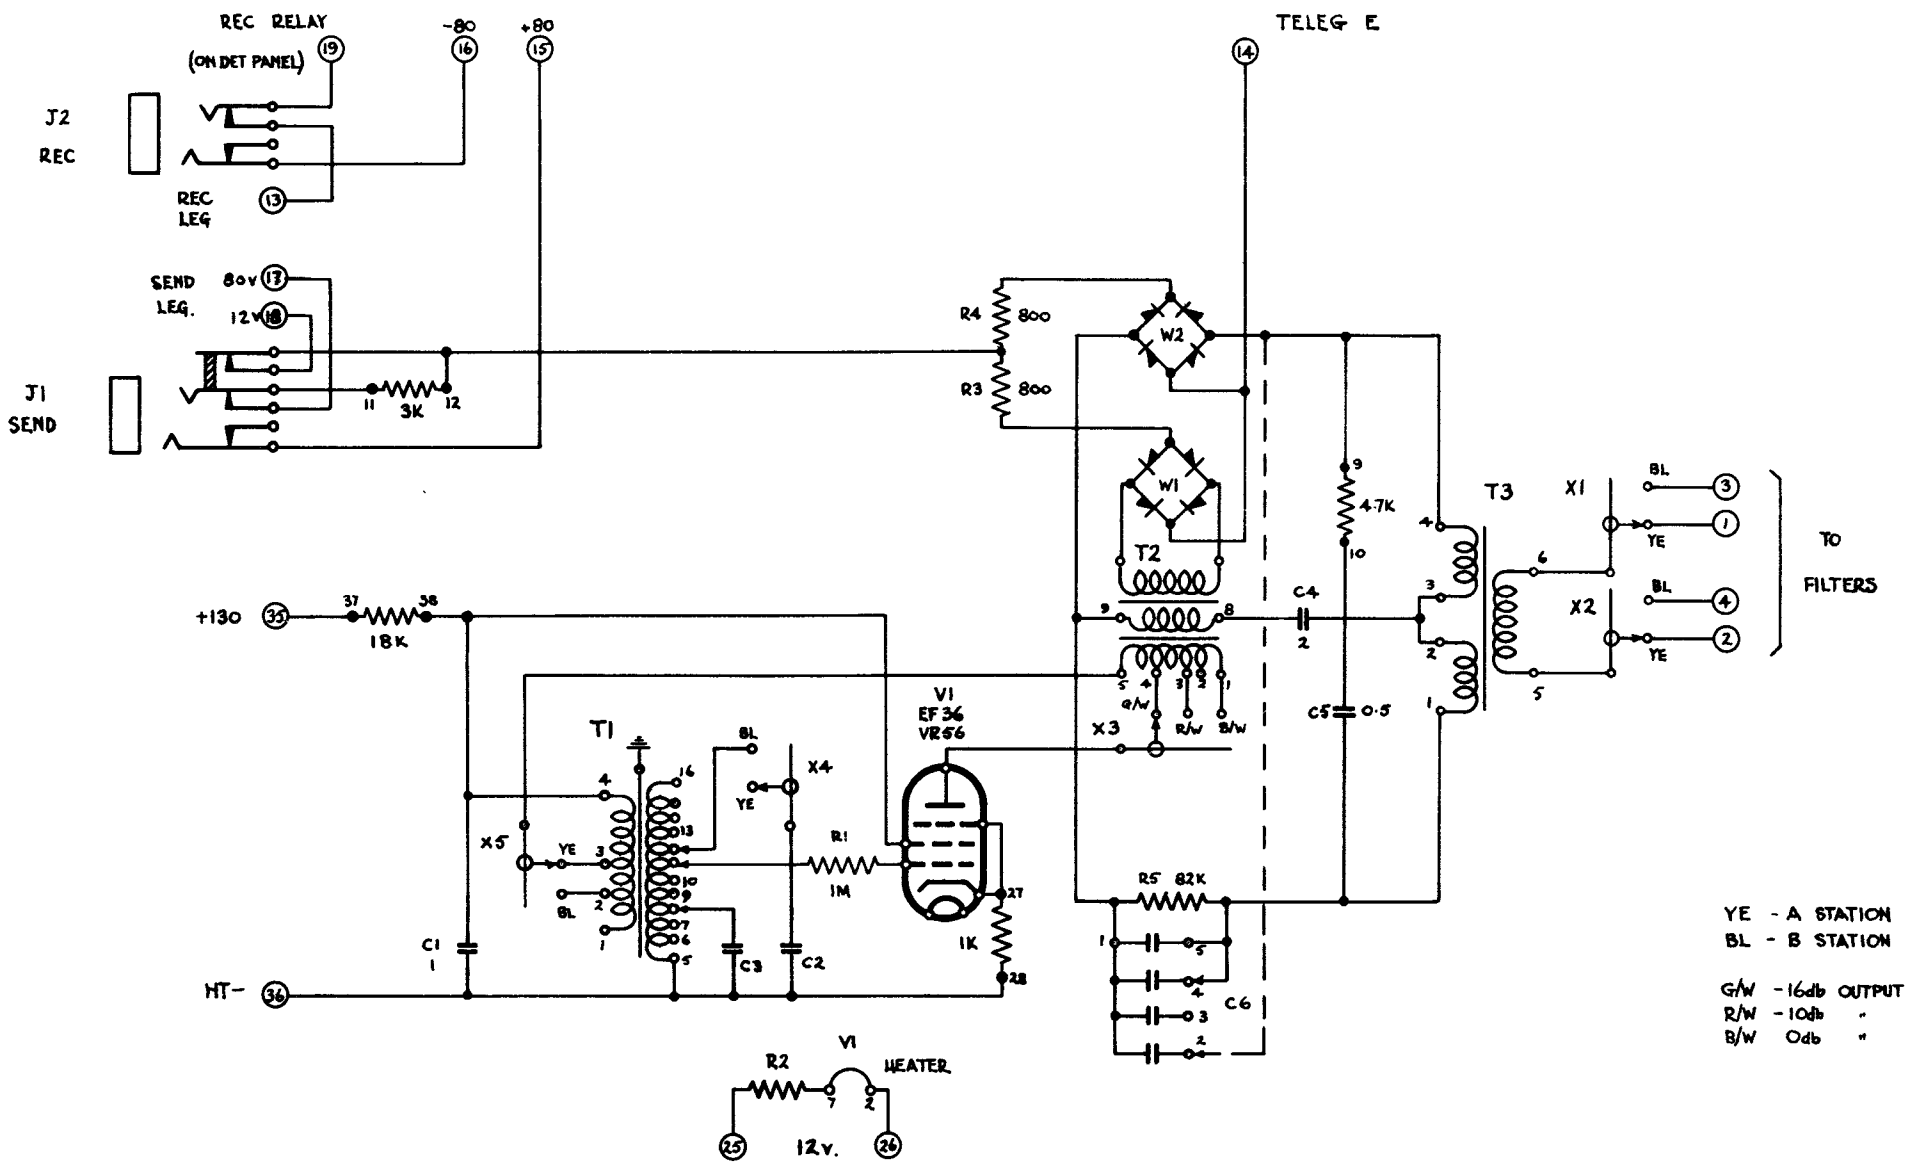 REC RELAY
(ON DET PANEL)
19
-80
16
+80
15
TELEG E
14
J2
REC
REC
LEG
13
SEND
LEG.
80v
17
12v
18
J1
SEND
11
3K
12
R4
800
R3
800
W2
W1
T2
9
8
C4
2
5
4
3
2
1
G/W
R/W
B/W
X3
9
4.7K
10
C5
0.5
T3
4
3
2
1
6
5
X1
BL
3
YE
1
X2
BL
4
YE
2
TO
FILTERS
+130
35
37
38
18K
V1
EF36
VR56
T1
4
3
2
1
16
13
10
9
7
6
5
X5
YE
BL
BL
YE
X4
R1
1M
27
1K
28
C1
1
C3
C2
HT-
36
R5 82K
1
5
4
3
2
C6
YE - A STATION
BL - B STATION
G/W -16db OUTPUT
R/W -10db "
B/W 0db "
R2
V1
HEATER
7
2
25
12v.
26